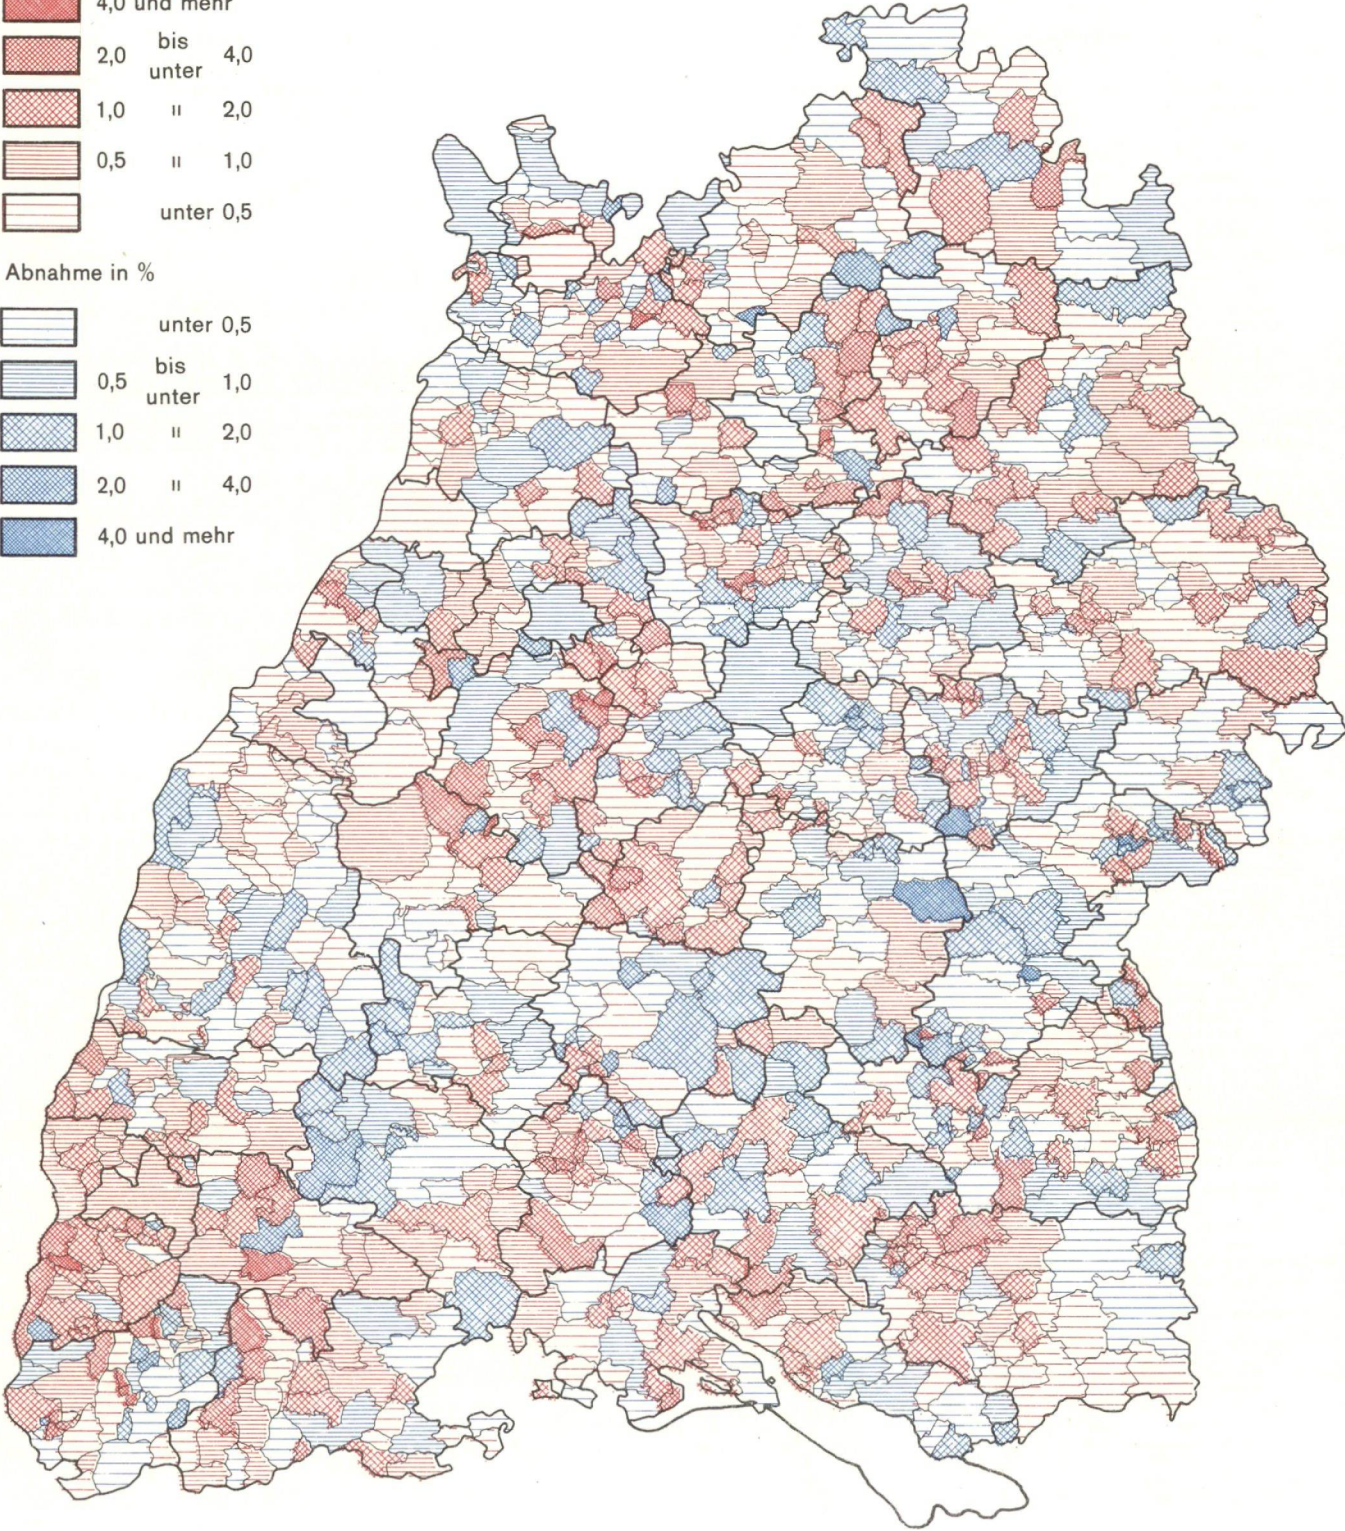 4,0 und mehr
2,0 bis unter 4,0
1,0 " 2,0
0,5 " 1,0
unter 0,5
Abnahme in %
unter 0,5
0,5 bis unter 1,0
1,0 " 2,0
2,0 " 4,0
4,0 und mehr